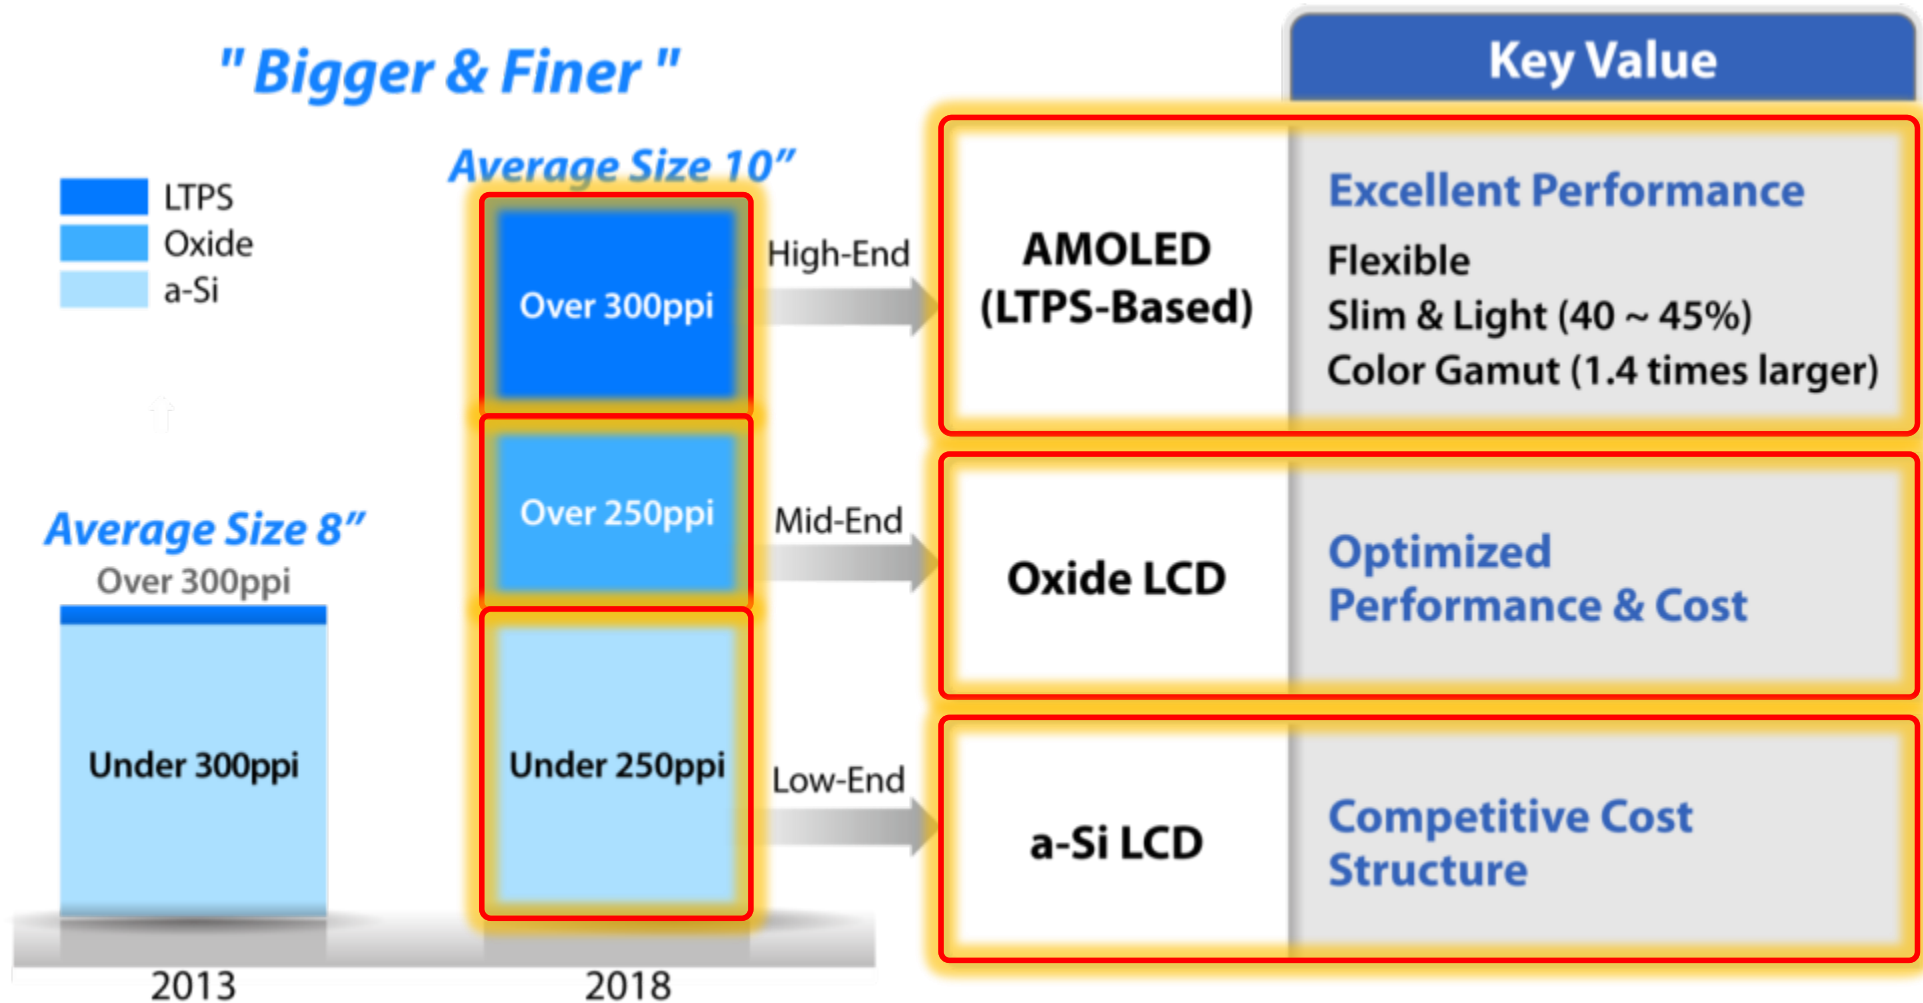 " Bigger & Finer "
Key Value
LTPS
Oxide
a-Si
Average Size 8”
Over 300ppi
Under 300ppi
2013
Average Size 10”
Over 300ppi
Over 250ppi
Under 250ppi
2018
High-End
AMOLED
(LTPS-Based)
Excellent Performance
Flexible
Slim & Light (40 ~ 45%)
Color Gamut (1.4 times larger)
Mid-End
Oxide LCD
Optimized
Performance & Cost
Low-End
a-Si LCD
Competitive Cost
Structure